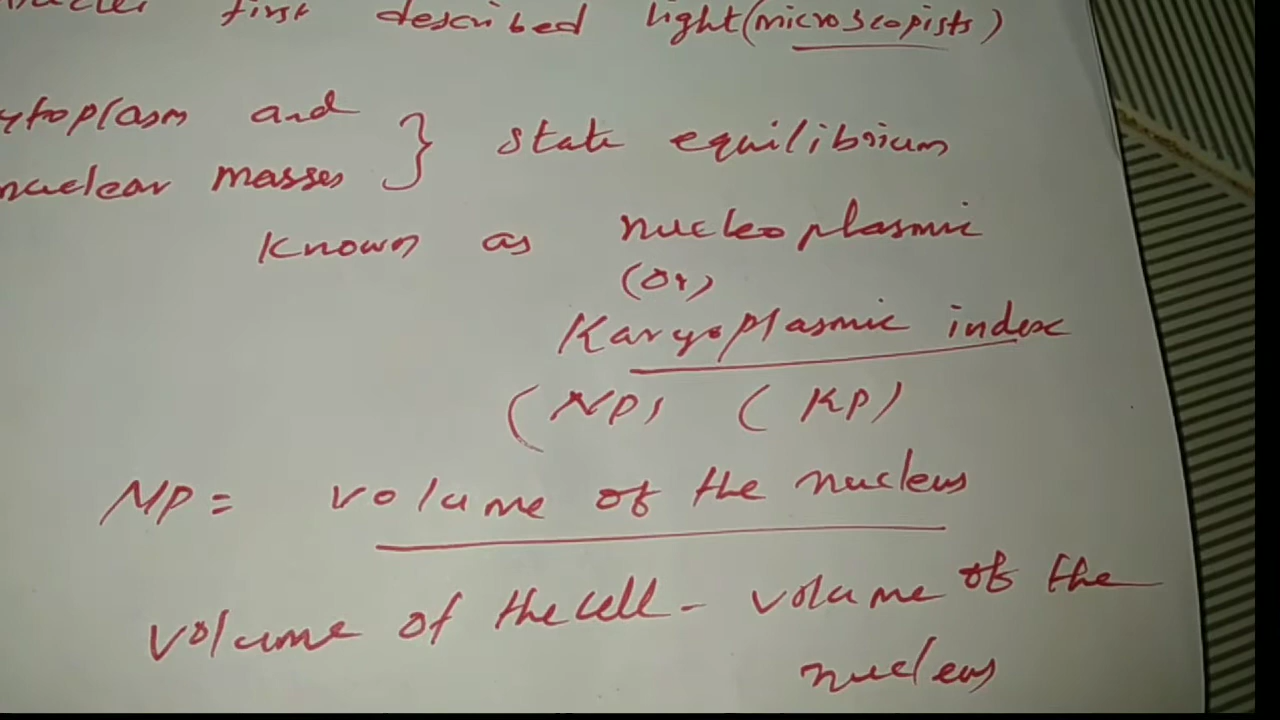 first described light (microscopists)
cytoplasm and
nuclear masses } state equilibrium
known as nucleoplasmic
(or)
Karyoplasmic index
(NP) (KP)
NP = volume of the nucleus
volume of the cell - volume of the
nucleus